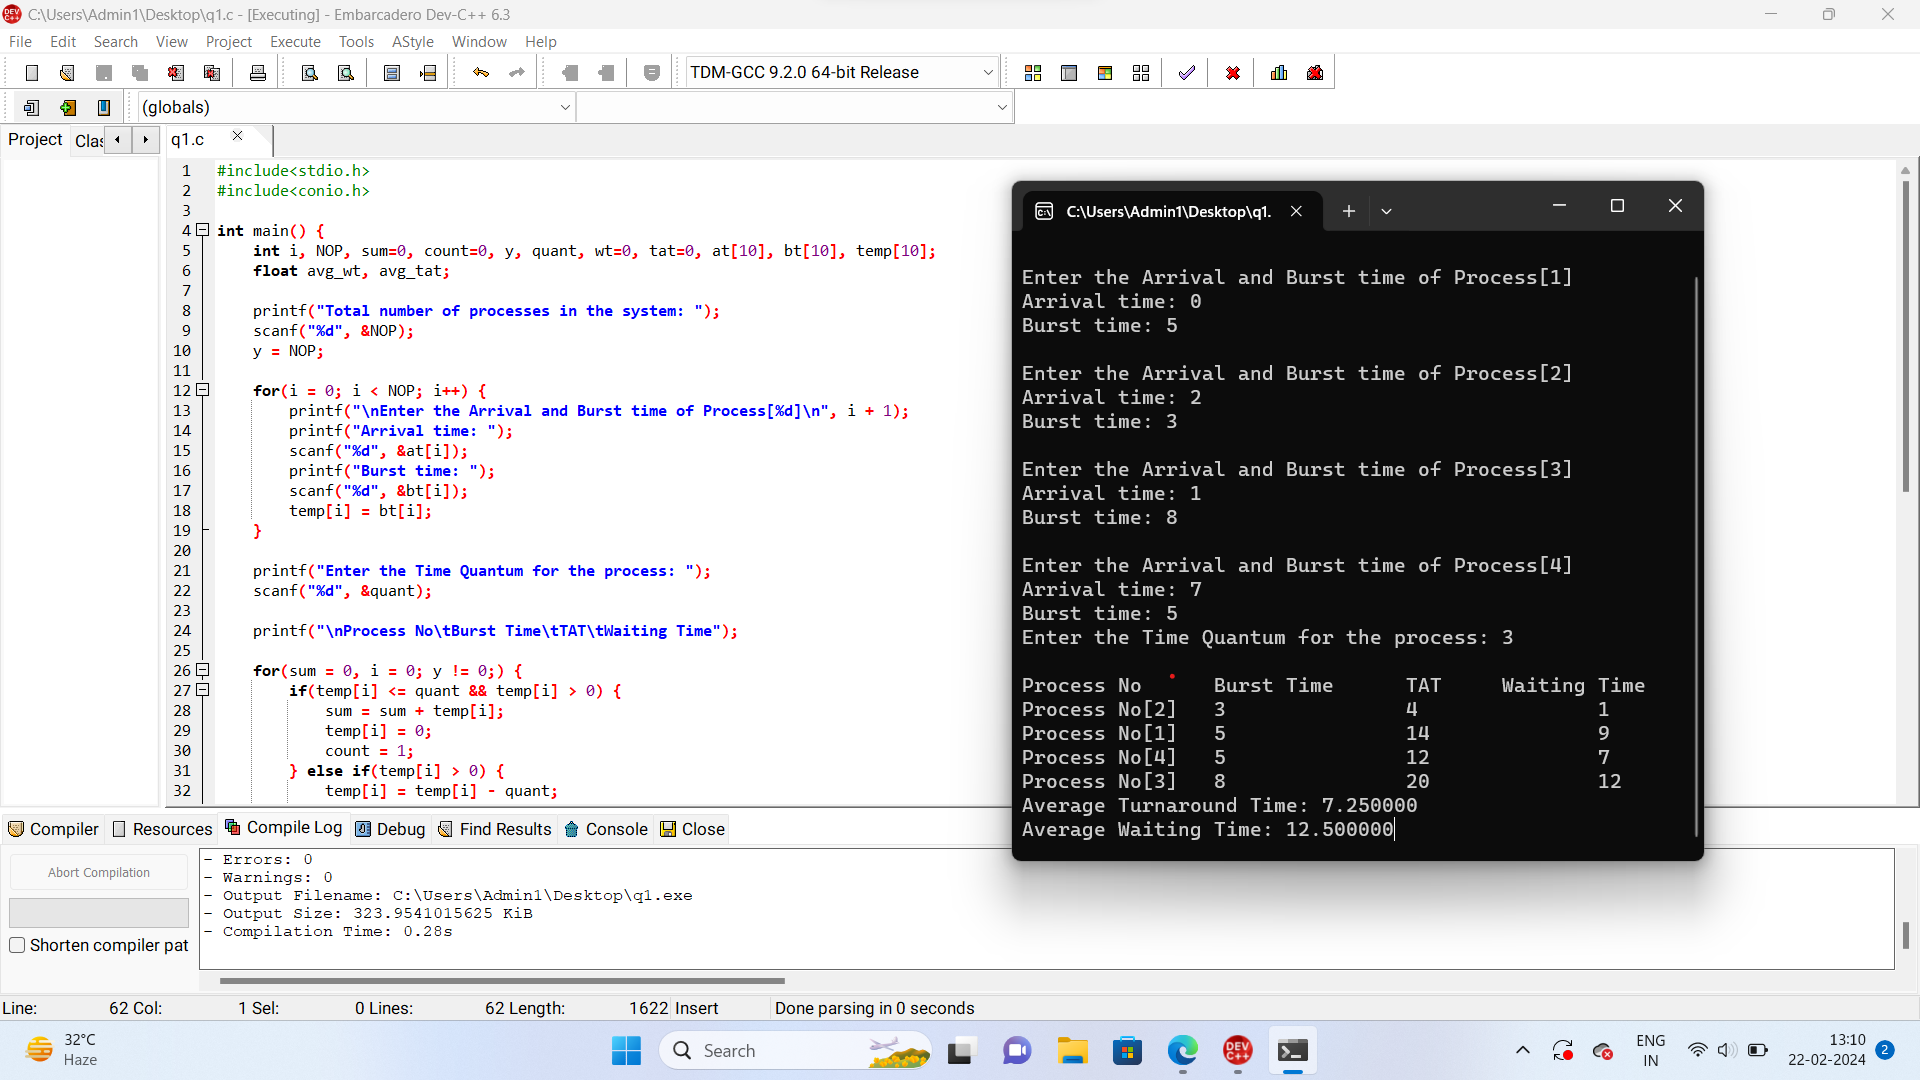 C:\Users\Admin1\Desktop\q1.c - [Executing] - Embarcadero Dev-C++ 6.3
File Edit Search View Project Execute Tools AStyle Window Help
TDM-GCC 9.2.0 64-bit Release
(globals)
Project Clas q1.c
1 #include<stdio.h>
2 #include<conio.h>
3
4 int main() {
5 int i, NOP, sum=0, count=0, y, quant, wt=0, tat=0, at[10], bt[10], temp[10];
6 float avg_wt, avg_tat;
7
8 printf("Total number of processes in the system: ");
9 scanf("%d", &NOP);
10 y = NOP;
11
12 for(i = 0; i < NOP; i++) {
13 printf("\nEnter the Arrival and Burst time of Process[%d]\n", i + 1);
14 printf("Arrival time: ");
15 scanf("%d", &at[i]);
16 printf("Burst time: ");
17 scanf("%d", &bt[i]);
18 temp[i] = bt[i];
19 }
20
21 printf("Enter the Time Quantum for the process: ");
22 scanf("%d", &quant);
23
24 printf("\nProcess No\tBurst Time\tTAT\tWaiting Time");
25
26 for(sum = 0, i = 0; y != 0;) {
27 if(temp[i] <= quant && temp[i] > 0) {
28 sum = sum + temp[i];
29 temp[i] = 0;
30 count = 1;
31 } else if(temp[i] > 0) {
32 temp[i] = temp[i] - quant;
C:\Users\Admin1\Desktop\q1.
Enter the Arrival and Burst time of Process[1]
Arrival time: 0
Burst time: 5
Enter the Arrival and Burst time of Process[2]
Arrival time: 2
Burst time: 3
Enter the Arrival and Burst time of Process[3]
Arrival time: 1
Burst time: 8
Enter the Arrival and Burst time of Process[4]
Arrival time: 7
Burst time: 5
Enter the Time Quantum for the process: 3
Process No Burst Time TAT Waiting Time
Process No[2] 3 4 1
Process No[1] 5 14 9
Process No[4] 5 12 7
Process No[3] 8 20 12
Average Turnaround Time: 7.250000
Average Waiting Time: 12.500000
Compiler Resources Compile Log Debug Find Results Console Close
Abort Compilation
Shorten compiler pat
- Errors: 0
- Warnings: 0
- Output Filename: C:\Users\Admin1\Desktop\q1.exe
- Output Size: 323.9541015625 KiB
- Compilation Time: 0.28s
Line: 62 Col: 1 Sel: 0 Lines: 62 Length: 1622 Insert Done parsing in 0 seconds
32°C
Haze
Search
DEV C++
ENG
IN
13:10
22-02-2024
2